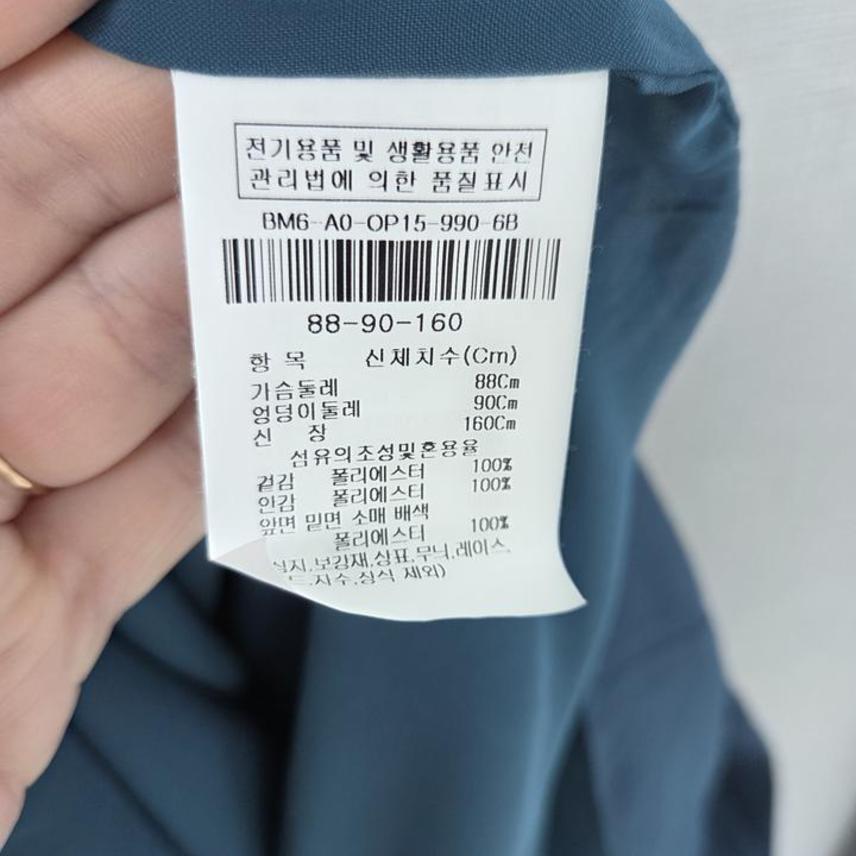 전기용품 및 생활용품 안전
관리법에 의한 품질표시
BM6-A0-OP15-990-6B
88-90-160
항 목 신체치수(Cm)
가슴둘레 88Cm
엉덩이둘레 90Cm
신 장 160Cm
섬유의조성및혼용율
겉감 폴리에스터 100%
안감 폴리에스터 100%
앞면 밑면 소매 배색
폴리에스터 100%
심지,보강재,상표,무늬,레이스,
자수,장식 제외)